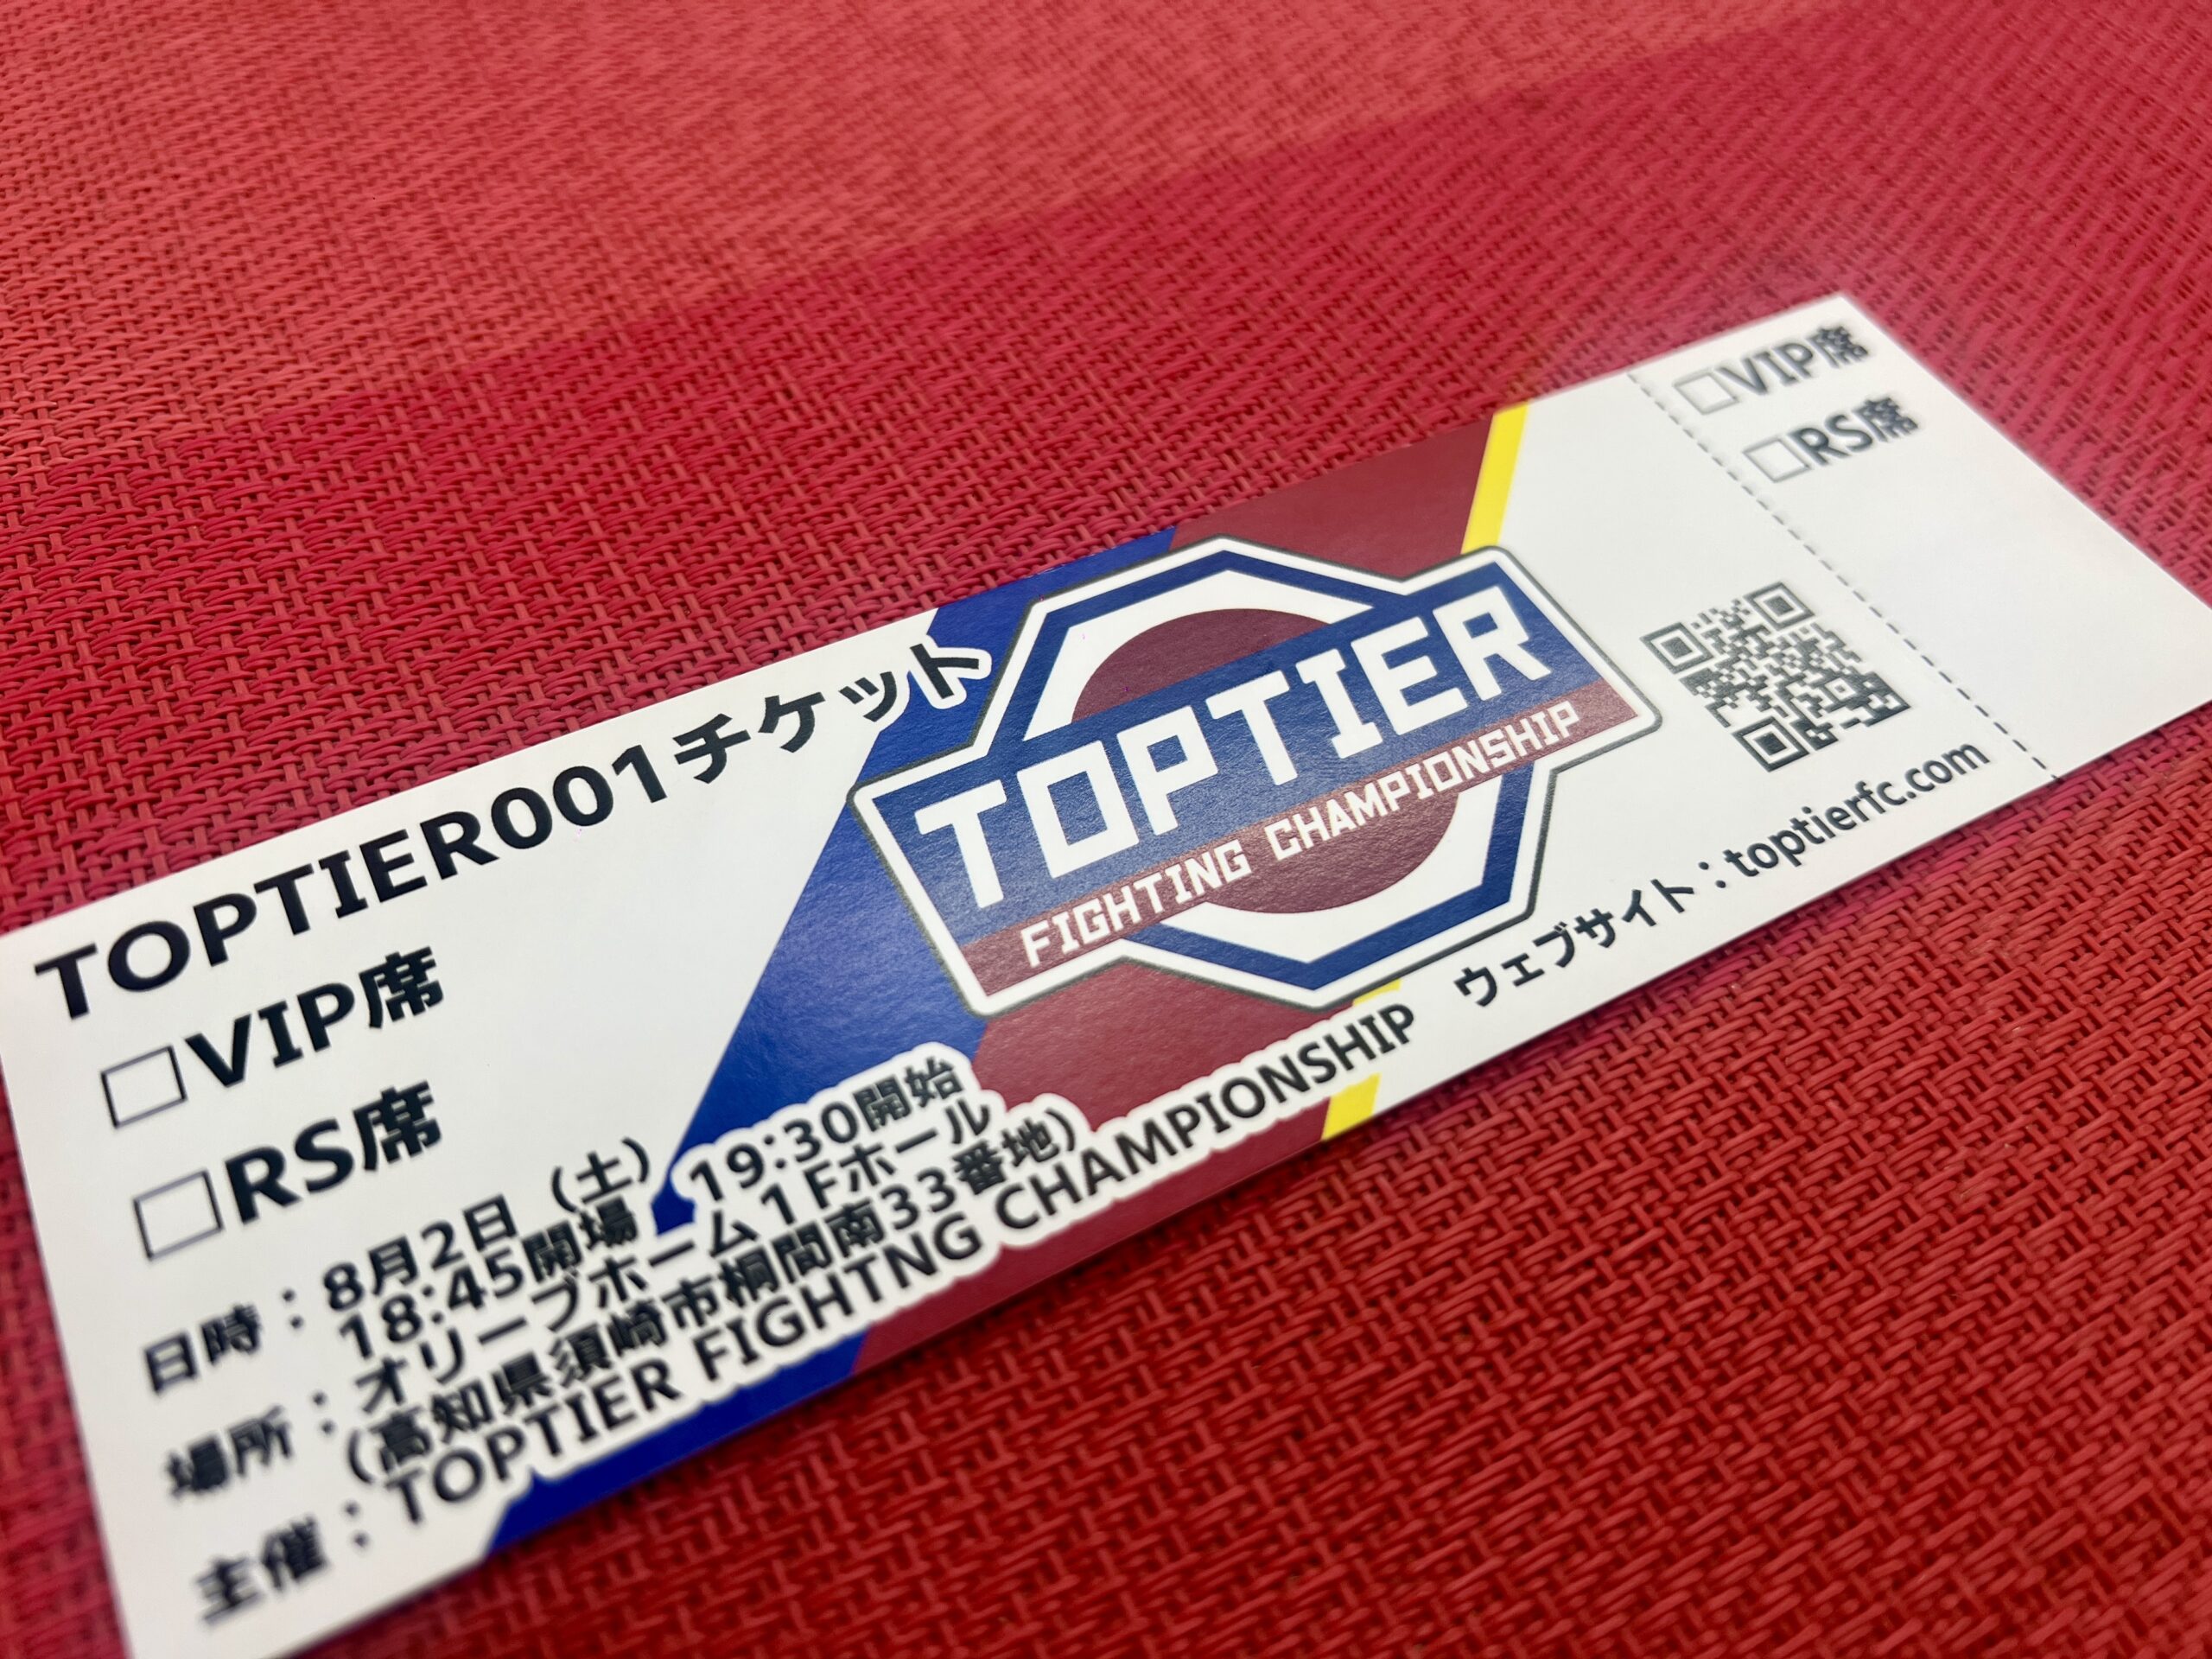 TOPTIER001チケット
□VIP席
□RS席
日時：8月2日（土）
18:45開場 19:30開始
場所：オリーブホーム1Fホール
（高知県須崎市桐間南33番地）
主催：TOPTIER FIGHTNG CHAMPIONSHIP ウェブサイト：toptierfc.com
TOPTIER
FIGHTING CHAMPIONSHIP
□VIP席
□RS席